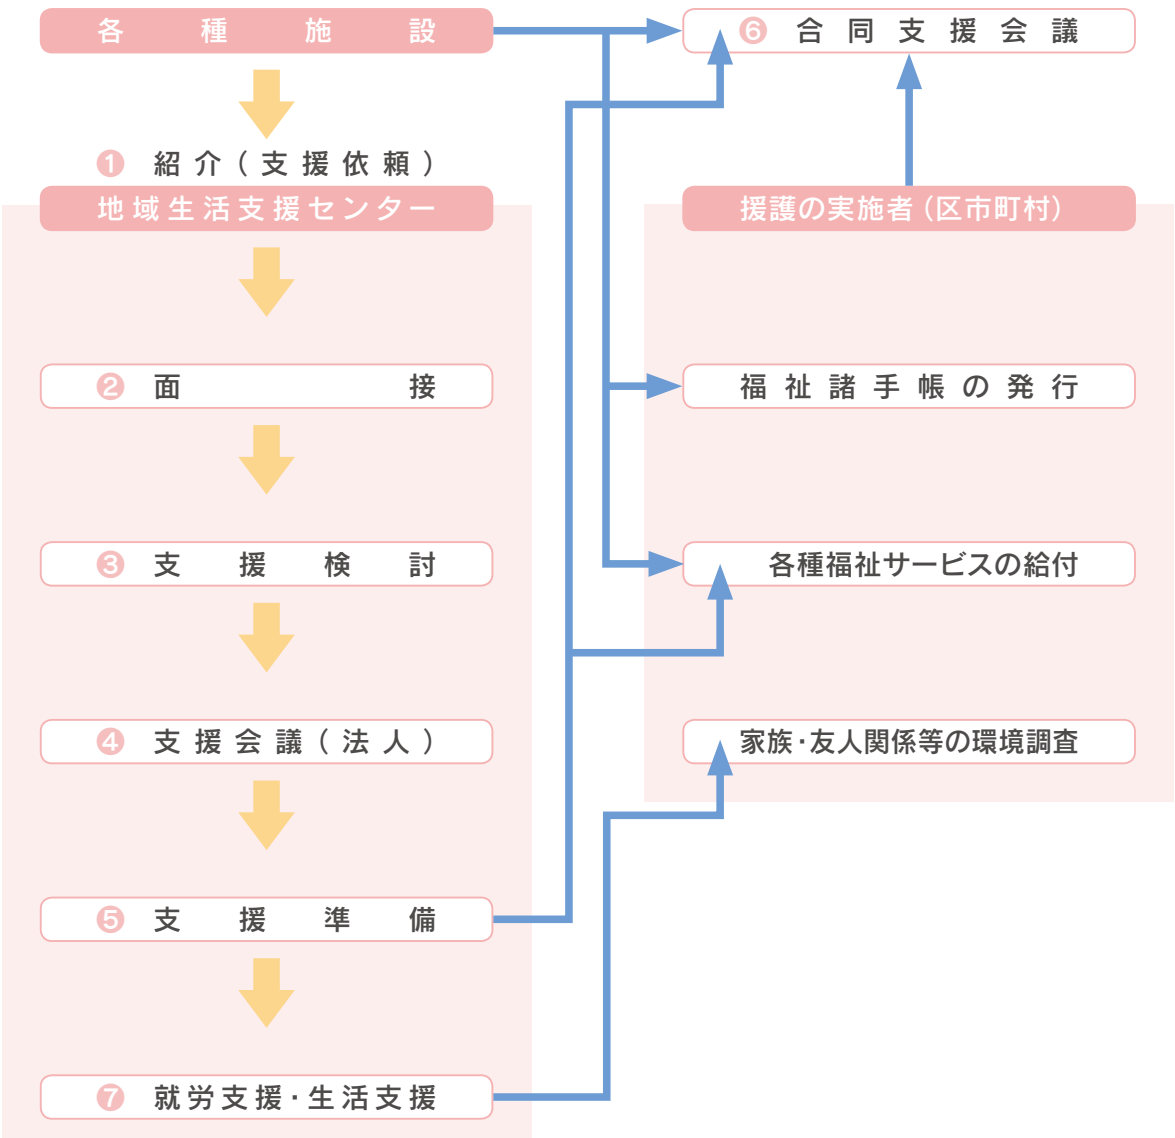 各種施設
❶ 紹介(支援依頼)
地域生活支援センター
❷ 面接
❸ 支援検討
❹ 支援会議(法人)
❺ 支援準備
❼ 就労支援・生活支援
❻ 合同支援会議
援護の実施者(区市町村)
福祉諸手帳の発行
各種福祉サービスの給付
家族・友人関係等の環境調査